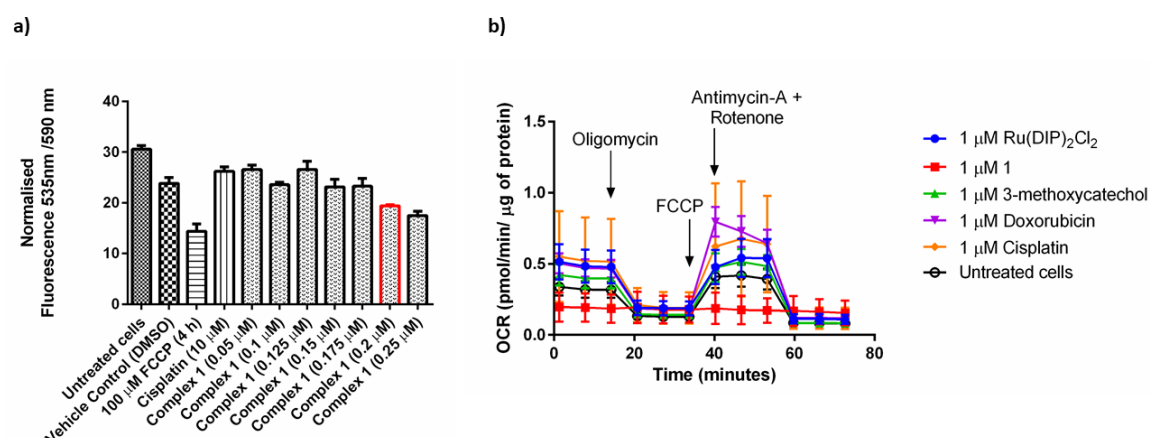 a)
b)
Normalised
Fluorescence 535nm /590 nm
40
30
20
10
0
Untreated cells
Vehicle Control (DMSO)
100 μM FCCP (4 h)
Cisplatin (10 μM)
Complex 1 (0.05 μM)
Complex 1 (0.1 μM)
Complex 1 (0.125 μM)
Complex 1 (0.15 μM)
Complex 1 (0.175 μM)
Complex 1 (0.2 μM)
Complex 1 (0.25 μM)
OCR (pmol/min/ μg of protein)
1.5
1.0
0.5
0.0
0
20
40
60
80
Time (minutes)
Oligomycin
FCCP
Antimycin-A +
Rotenone
1 μM Ru(DIP)₂Cl₂
1 μM 1
1 μM 3-methoxycatechol
1 μM Doxorubicin
1 μM Cisplatin
Untreated cells